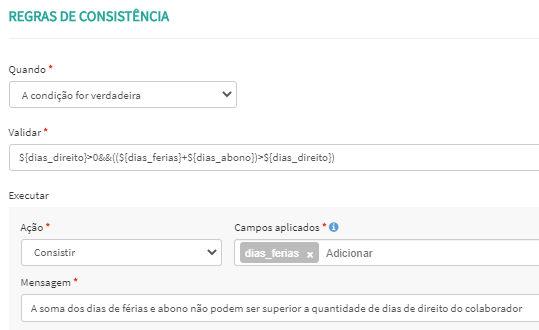 REGRAS DE CONSISTÊNCIA
Quando *
A condição for verdadeira
Validar *
${dias_direito}>0&&((${dias_ferias}+${dias_abono})>${dias_direito})
Executar
Ação * Campos aplicados *
Consistir dias_ferias x Adicionar
Mensagem *
A soma dos dias de férias e abono não podem ser superior a quantidade de dias de direito do colaborador